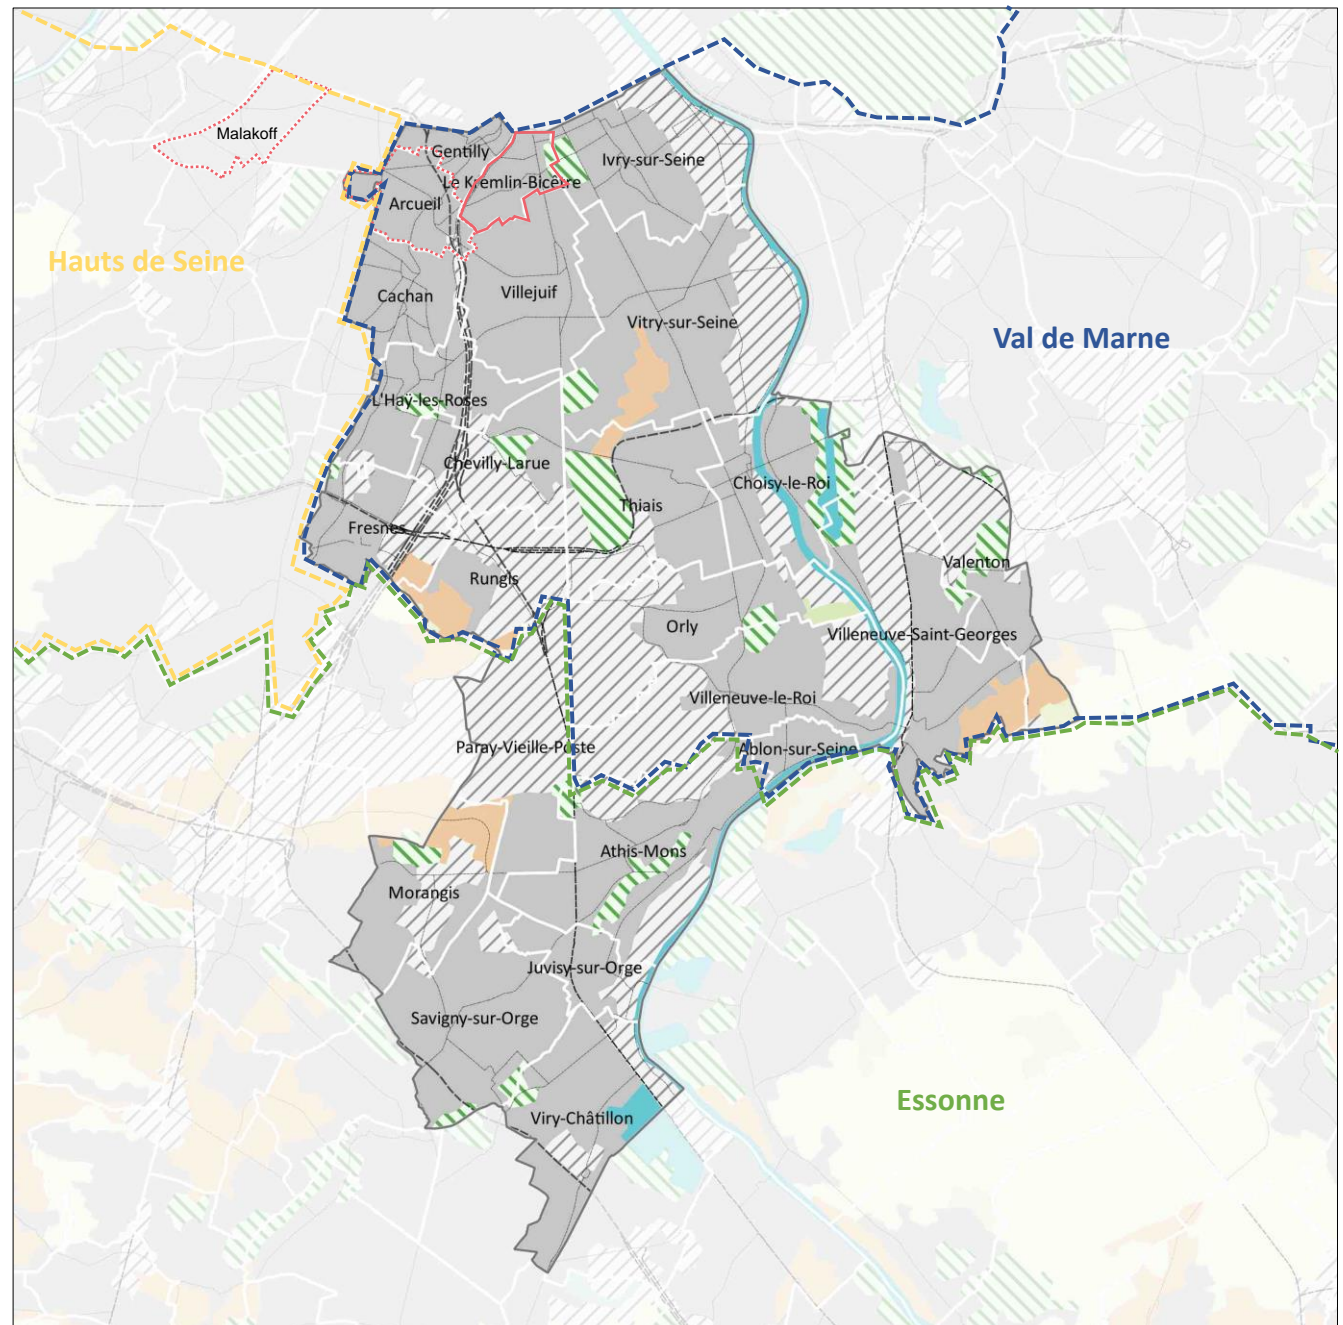 Malakoff
Gentilly
Ivry-sur-Seine
Le Kremlin-Bicêtre
Arcueil
Hauts de Seine
Cachan
Villejuif
Vitry-sur-Seine
Val de Marne
L'Haÿ-les-Roses
Chevilly-Larue
Choisy-le-Roi
Thiais
Fresnes
Valenton
Rungis
Orly
Villeneuve-Saint-Georges
Villeneuve-le-Roi
Paray-Vieille-Poste
Ablon-sur-Seine
Athis-Mons
Morangis
Juvisy-sur-Orge
Savigny-sur-Orge
Essonne
Viry-Châtillon